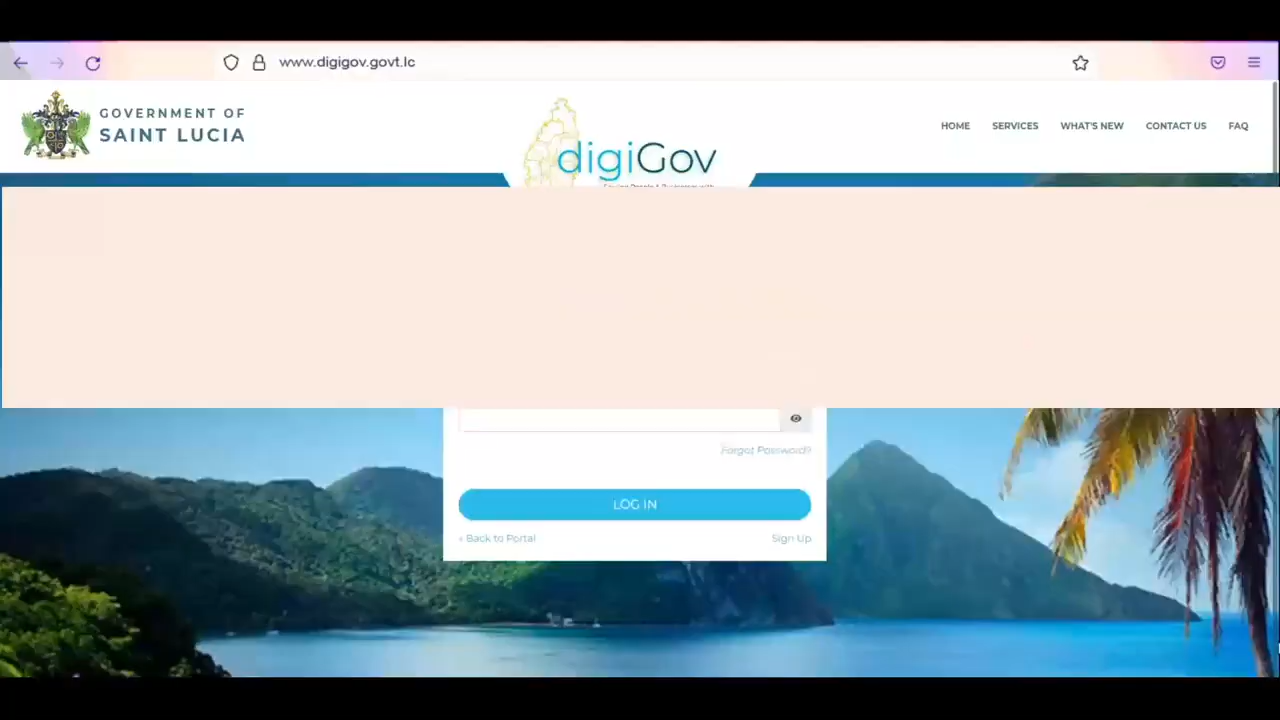 www.digigov.govt.lc
GOVERNMENT OF
SAINT LUCIA
digiGov
HOME SERVICES WHAT'S NEW CONTACT US FAQ
Forgot Password?
LOG IN
‹ Back to Portal
Sign Up